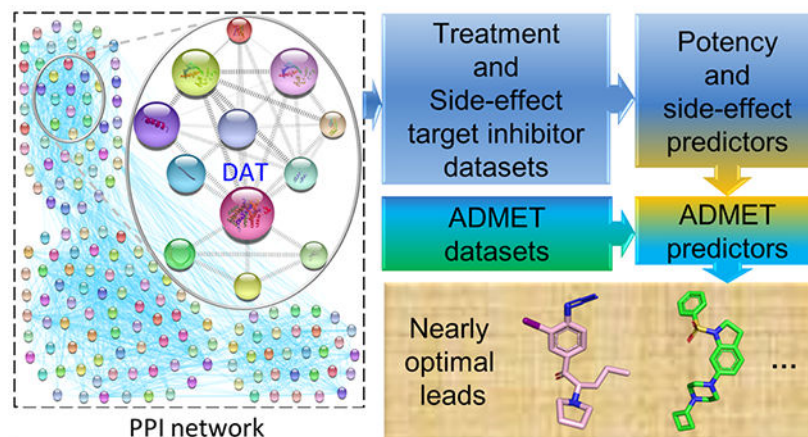 DAT
PPI network
Treatment
and
Side-effect
target inhibitor
datasets
Potency
and
side-effect
predictors
ADMET
datasets
ADMET
predictors
Nearly
optimal
leads
...